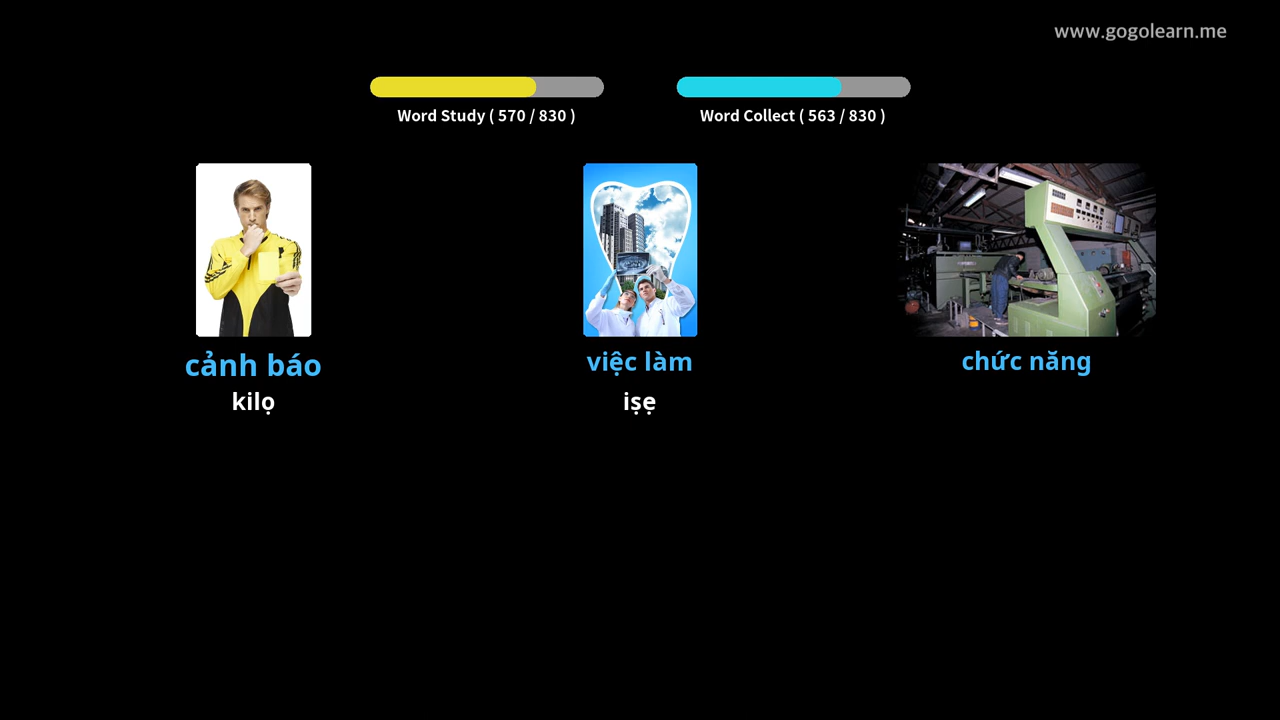 www.gogolearn.me
Word Study ( 570 / 830 )
Word Collect ( 563 / 830 )
cảnh báo
việc làm
chức năng
kilọ
iṣẹ